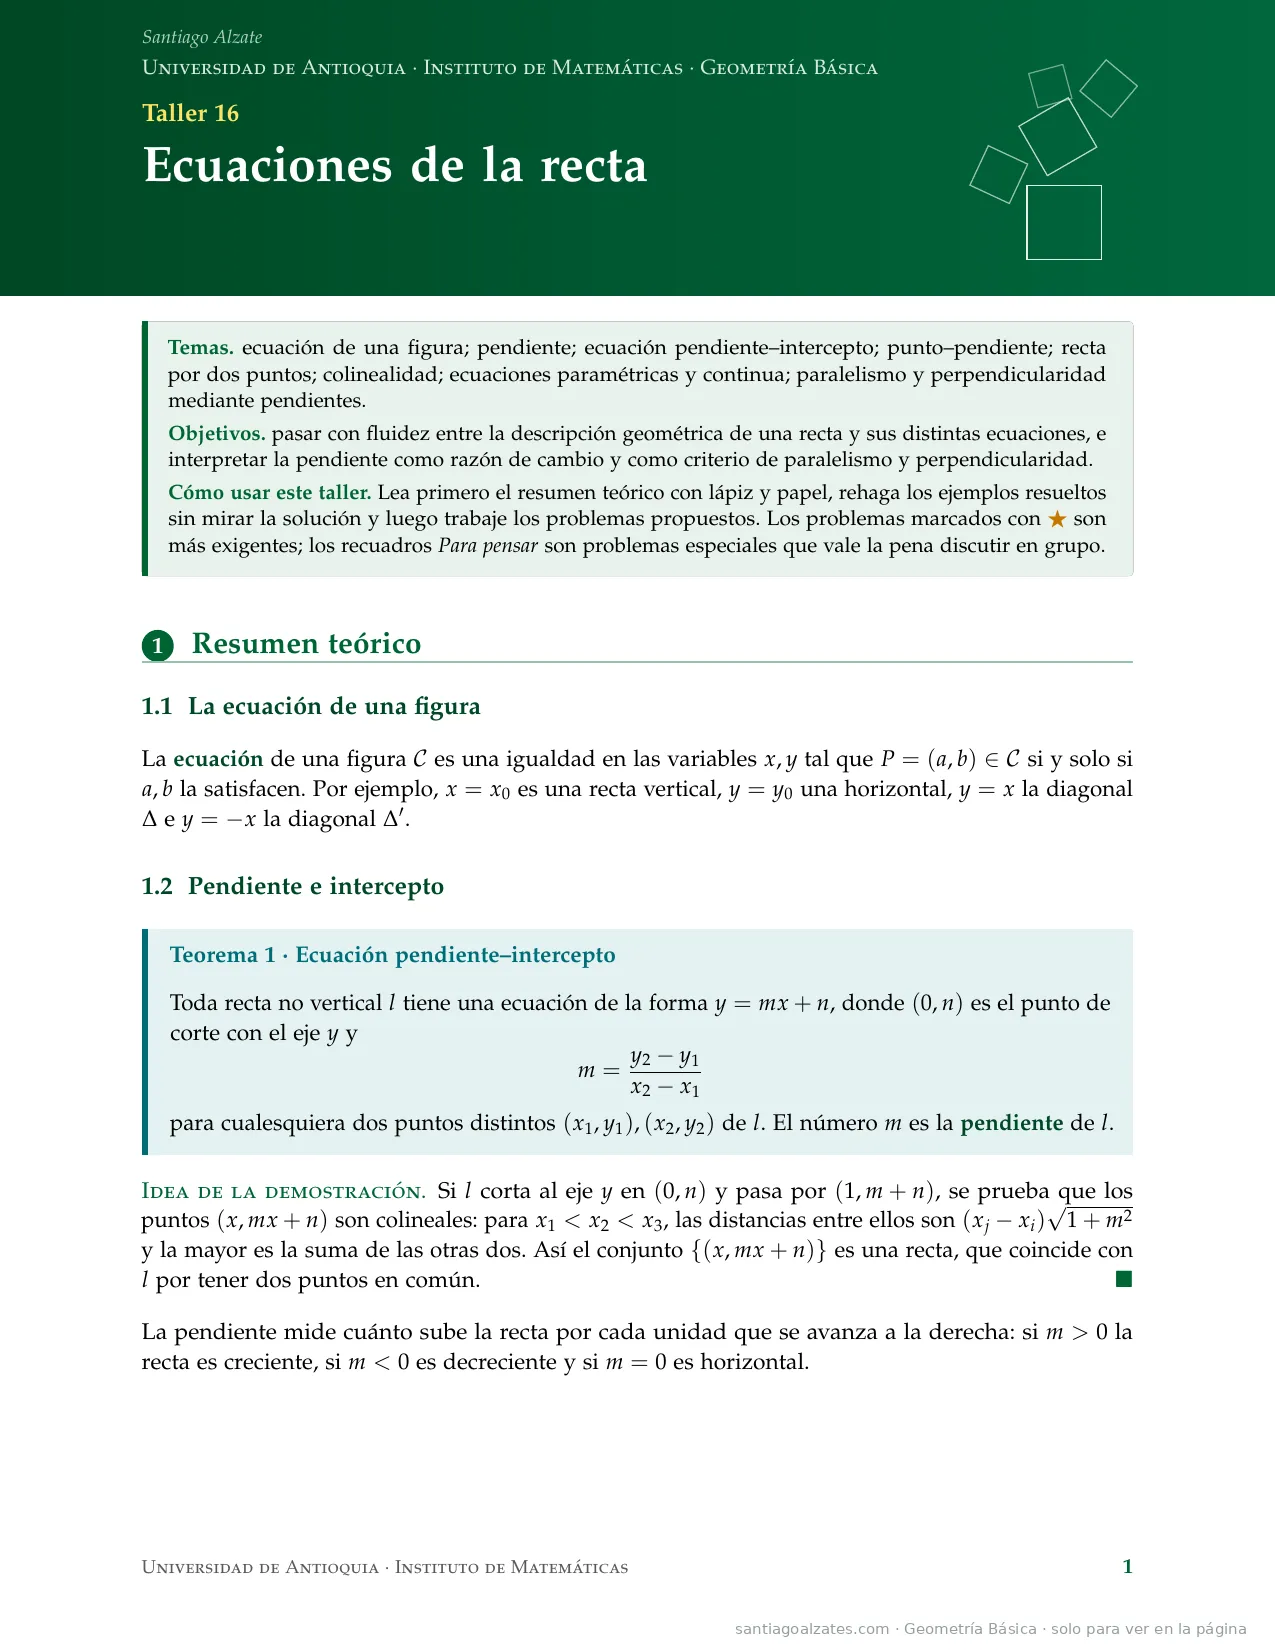 Santiago Alzate
Universidad de Antioquia · Instituto de Matemáticas · Geometría Básica
Taller 16
Ecuaciones de la recta
Temas. ecuación de una figura; pendiente; ecuación pendiente–intercepto; punto–pendiente; recta
por dos puntos; colinealidad; ecuaciones paramétricas y continua; paralelismo y perpendicularidad
mediante pendientes.
Objetivos. pasar con fluidez entre la descripción geométrica de una recta y sus distintas ecuaciones, e
interpretar la pendiente como razón de cambio y como criterio de paralelismo y perpendicularidad.
Cómo usar este taller. Lea primero el resumen teórico con lápiz y papel, rehaga los ejemplos resueltos
sin mirar la solución y luego trabaje los problemas propuestos. Los problemas marcados con ★ son
más exigentes; los recuadros Para pensar son problemas especiales que vale la pena discutir en grupo.
1 Resumen teórico
1.1 La ecuación de una figura
La ecuación de una figura 𝒞 es una igualdad en las variables x, y tal que P = (a, b) ∈ 𝒞 si y solo si
a, b la satisfacen. Por ejemplo, x = x₀ es una recta vertical, y = y₀ una horizontal, y = x la diagonal
Δ e y = −x la diagonal Δ′.
1.2 Pendiente e intercepto
Teorema 1 · Ecuación pendiente–intercepto
Toda recta no vertical l tiene una ecuación de la forma y = mx + n, donde (0, n) es el punto de
corte con el eje y y
m = (y₂ − y₁) / (x₂ − x₁)
para cualesquiera dos puntos distintos (x₁, y₁), (x₂, y₂) de l. El número m es la pendiente de l.
Idea de la demostración. Si l corta al eje y en (0, n) y pasa por (1, m + n), se prueba que los
puntos (x, mx + n) son colineales: para x₁ < x₂ < x₃, las distancias entre ellos son (xⱼ − xᵢ)√(1 + m²)
y la mayor es la suma de las otras dos. Así el conjunto {(x, mx + n)} es una recta, que coincide con
l por tener dos puntos en común. ■
La pendiente mide cuánto sube la recta por cada unidad que se avanza a la derecha: si m > 0 la
recta es creciente, si m < 0 es decreciente y si m = 0 es horizontal.
Universidad de Antioquia · Instituto de Matemáticas 1
santiagoalzates.com · Geometría Básica · solo para ver en la página